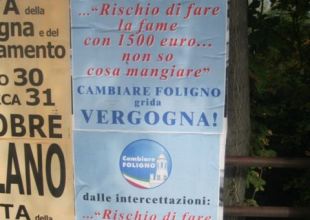 A della
gna e del
amento
30
CA 31
OBRE
LANO
ta della
..."Rischio di fare
la fame
con 1500 euro...
non so
cosa mangiare"
CAMBIARE FOLIGNO
grida
VERGOGNA!
Cambiare
FOLIGNO
dalle intercettazioni:
..."Rischio di fare